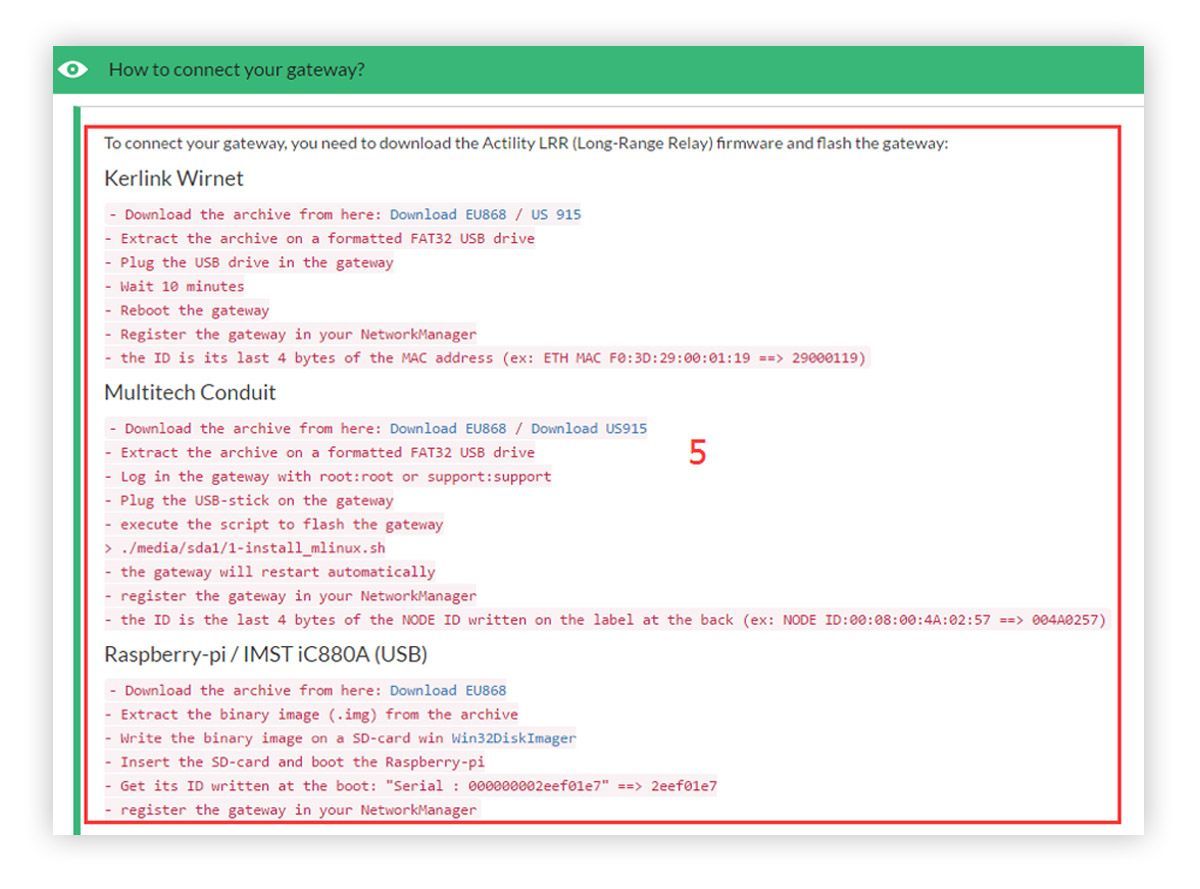 How to connect your gateway?
To connect your gateway, you need to download the Actility LRR (Long-Range Relay) firmware and flash the gateway:
Kerlink Wirnet
- Download the archive from here: Download EU868 / US 915
- Extract the archive on a formatted FAT32 USB drive
- Plug the USB drive in the gateway
- Wait 10 minutes
- Reboot the gateway
- Register the gateway in your NetworkManager
- the ID is its last 4 bytes of the MAC address (ex: ETH MAC F0:3D:29:00:01:19 ==> 29000119)
Multitech Conduit
- Download the archive from here: Download EU868 / Download US915
- Extract the archive on a formatted FAT32 USB drive
- Log in the gateway with root:root or support:support
- Plug the USB-stick on the gateway
- execute the script to flash the gateway
> ./media/sda1/1-install_mlinux.sh
- the gateway will restart automatically
- register the gateway in your NetworkManager
- the ID is the last 4 bytes of the NODE ID written on the label at the back (ex: NODE ID:00:08:00:4A:02:57 ==> 004A0257)
5
Raspberry-pi / IMST iC880A (USB)
- Download the archive from here: Download EU868
- Extract the binary image (.img) from the archive
- Write the binary image on a SD-card win Win32DiskImager
- Insert the SD-card and boot the Raspberry-pi
- Get its ID written at the boot: "Serial : 000000002eef01e7" ==> 2eef01e7
- register the gateway in your NetworkManager